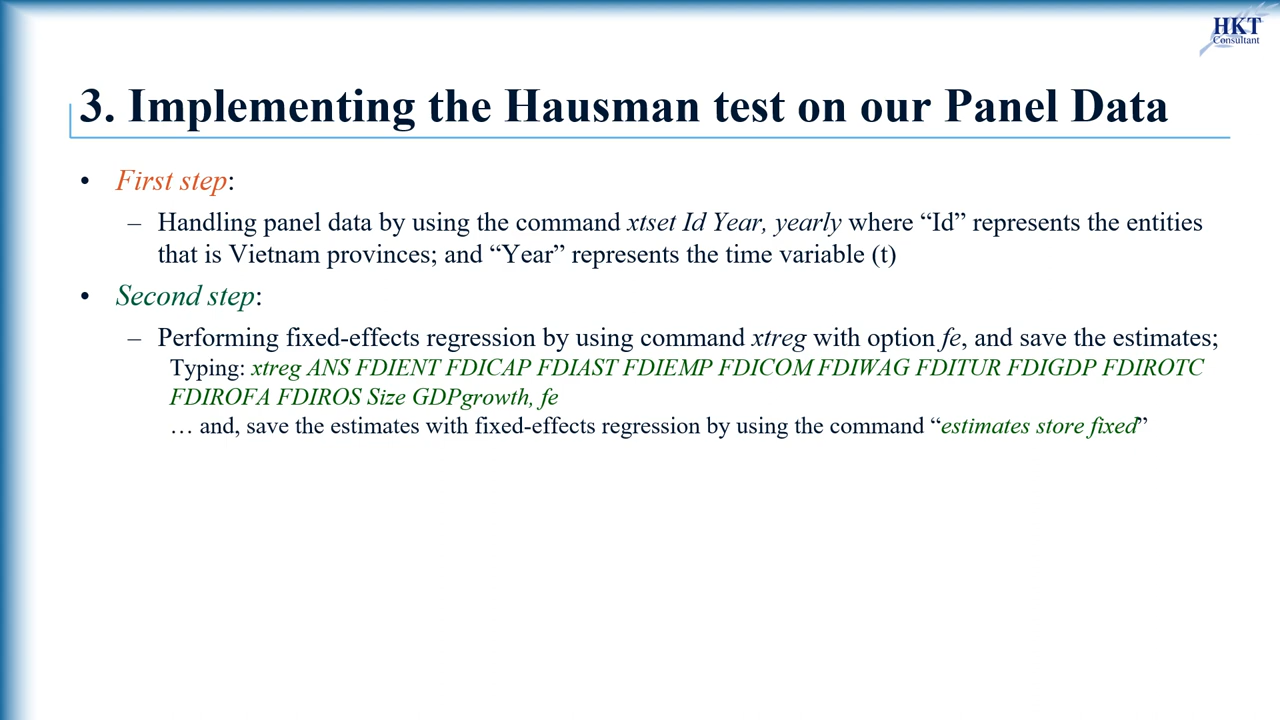 HKT
Consultant
3. Implementing the Hausman test on our Panel Data
• First step:
– Handling panel data by using the command xtset Id Year, yearly where “Id” represents the entities
that is Vietnam provinces; and “Year” represents the time variable (t)
• Second step:
– Performing fixed-effects regression by using command xtreg with option fe, and save the estimates;
Typing: xtreg ANS FDIENT FDICAP FDIAST FDIEMP FDICOM FDIWAG FDITUR FDIGDP FDIROTC
FDIROFA FDIROS Size GDPgrowth, fe
… and, save the estimates with fixed-effects regression by using the command “estimates store fixed”